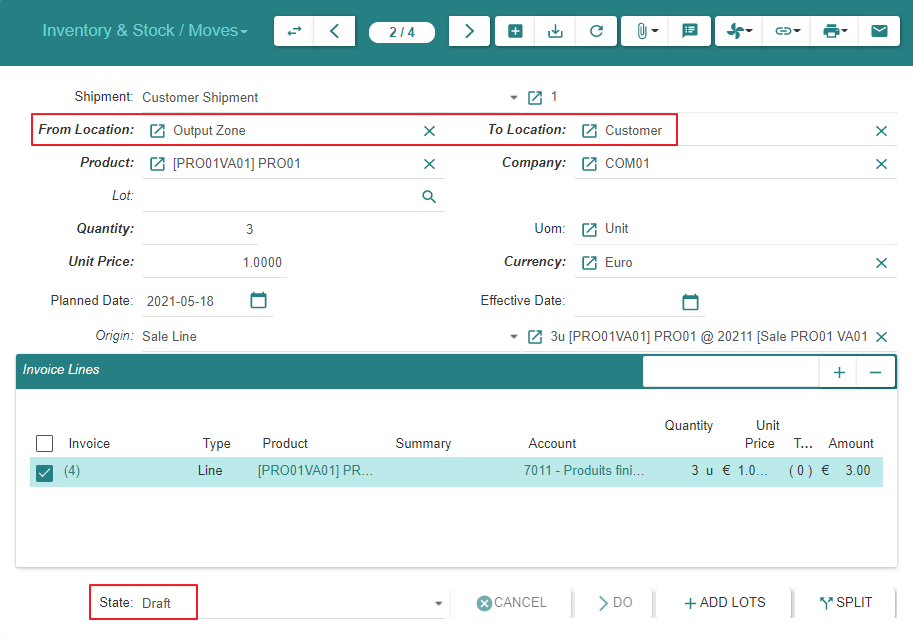 Inventory & Stock / Moves
2 / 4
Shipment: Customer Shipment 1
From Location: Output Zone To Location: Customer
Product: [PRO01VA01] PRO01 Company: COM01
Lot:
Quantity: 3 Uom: Unit
Unit Price: 1.0000 Currency: Euro
Planned Date: 2021-05-18 Effective Date:
Origin: Sale Line 3u [PRO01VA01] PRO01 @ 20211 [Sale PRO01 VA01
Invoice Lines
Invoice Type Product Summary Account Quantity Unit Price T... Amount
(4) Line [PRO01VA01] PR... 7011 - Produits fini... 3 u € 1.0... ( 0 ) € 3.00
State: Draft CANCEL DO ADD LOTS SPLIT